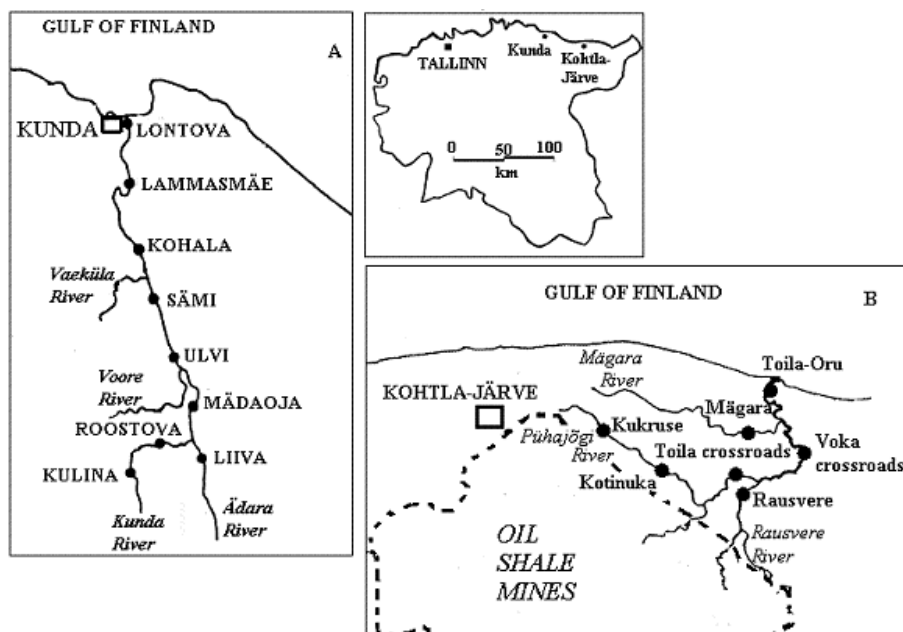 GULF OF FINLAND
A
KUNDA
LONTOVA
LAMMASMÄE
KOHALA
Vaeküla
River
SÄMI
ULVI
Voore
River
MÄDAOJA
ROOSTOVA
KULINA
LIIVA
Kunda
River
Ädara
River
TALLINN
Kunda
Kohtla-
Järve
0 50 100
km
GULF OF FINLAND
B
Mägara
River
Toila-Oru
KOHTLA-JÄRVE
Mägara
Pühajõgi
River
Kukruse
Toila crossroads
Voka
crossroads
Kotinuka
Rausvere
Rausvere
River
OIL
SHALE
MINES